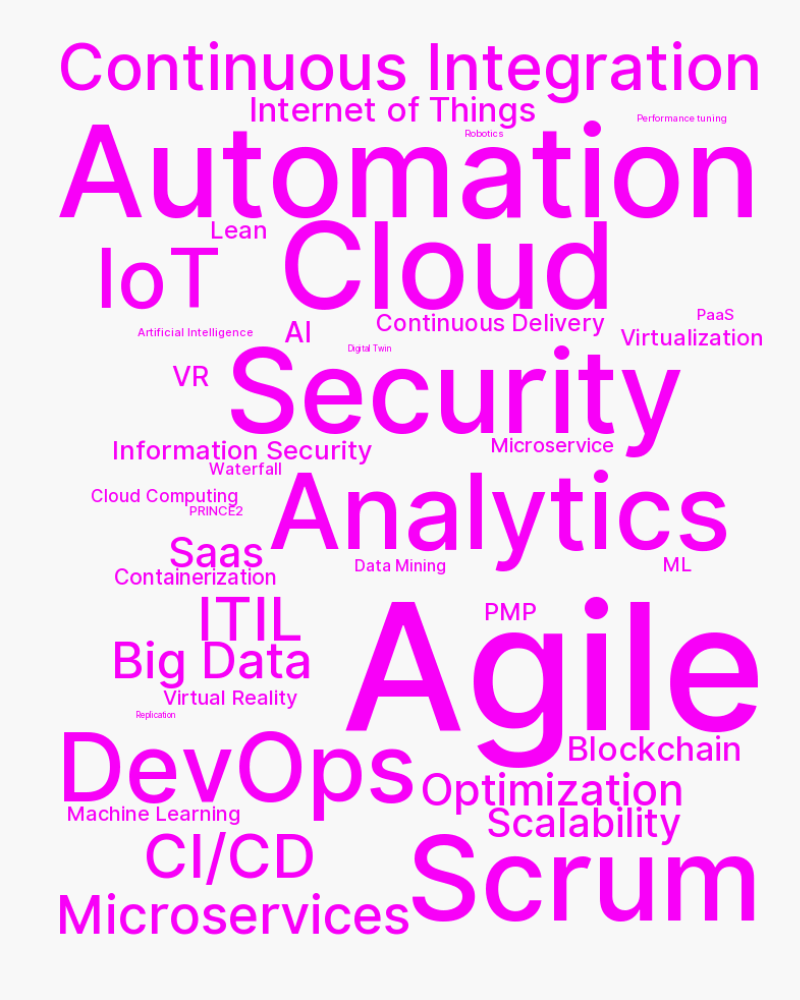 Continuous Integration
Internet of Things
Performance tuning
Robotics
Automation
Lean
Cloud
IoT
PaaS
Continuous Delivery
Artificial Intelligence
AI
Virtualization
Digital Twin
VR
Security
Microservice
Information Security
Waterfall
Cloud Computing
PRINCE2
Analytics
Saas
Data Mining
ML
Containerization
ITIL
PMP
Agile
Big Data
Virtual Reality
Replication
Blockchain
DevOps
Optimization
Machine Learning
Scalability
CI/CD
Scrum
Microservices